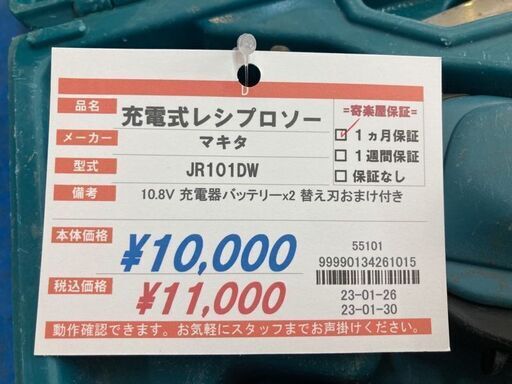 品名 充電式レシプロソー
メーカー マキタ
型式 JR101DW
備考 10.8V 充電器バッテリーx2 替え刃おまけ付き
=寄楽屋保証=
1ヵ月保証
1週間保証
保証なし
本体価格 ¥10,000
税込価格 ¥11,000
55101
99990134261015
23-01-26
23-01-30
動作確認できます。お気軽にスタッフまでお声掛けください。